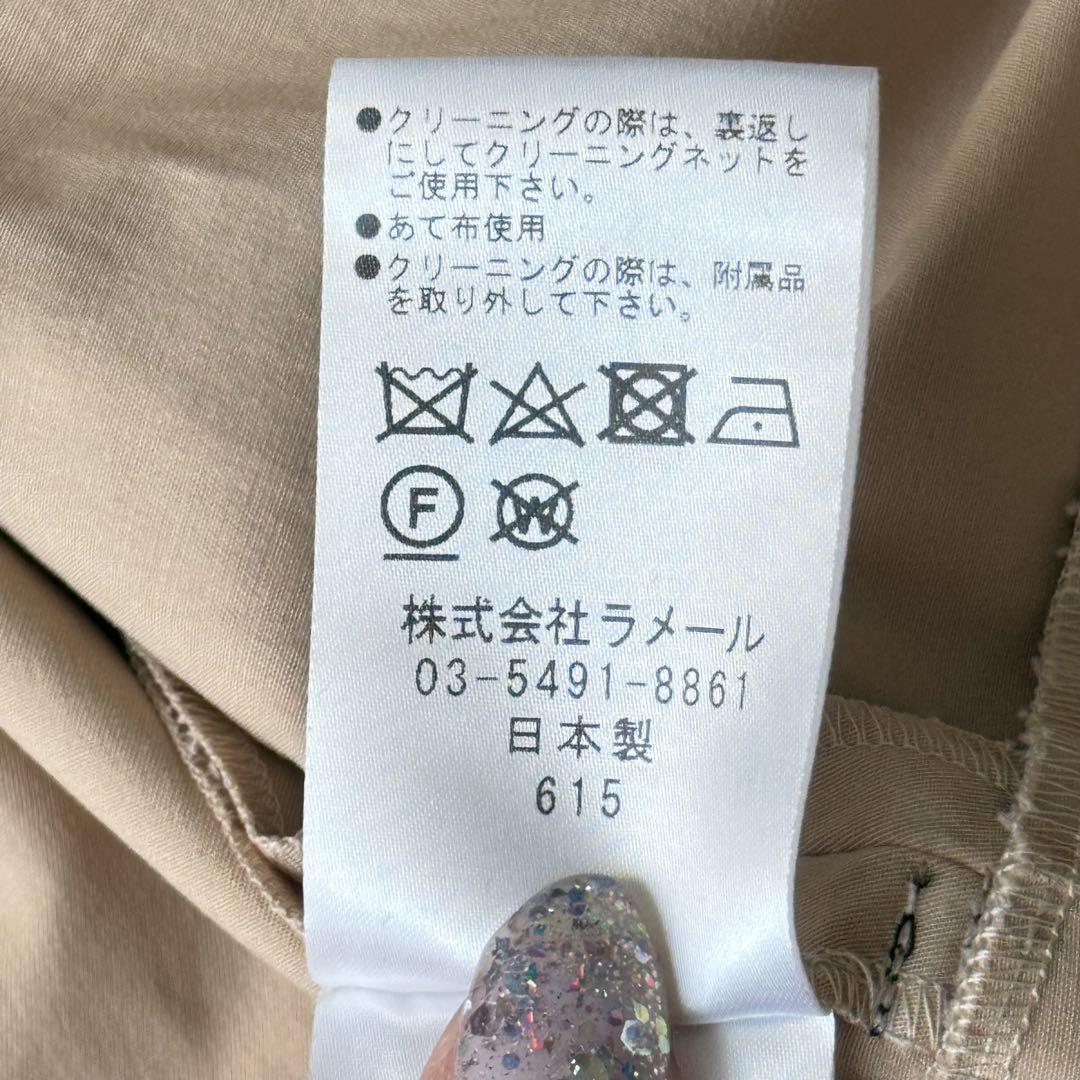 ●クリーニングの際は、裏返し
にしてクリーニングネットを
ご使用下さい。
●あて布使用
●クリーニングの際は、附属品
を取り外して下さい。
F W
株式会社ラメール
03-5491-8861
日本製
615